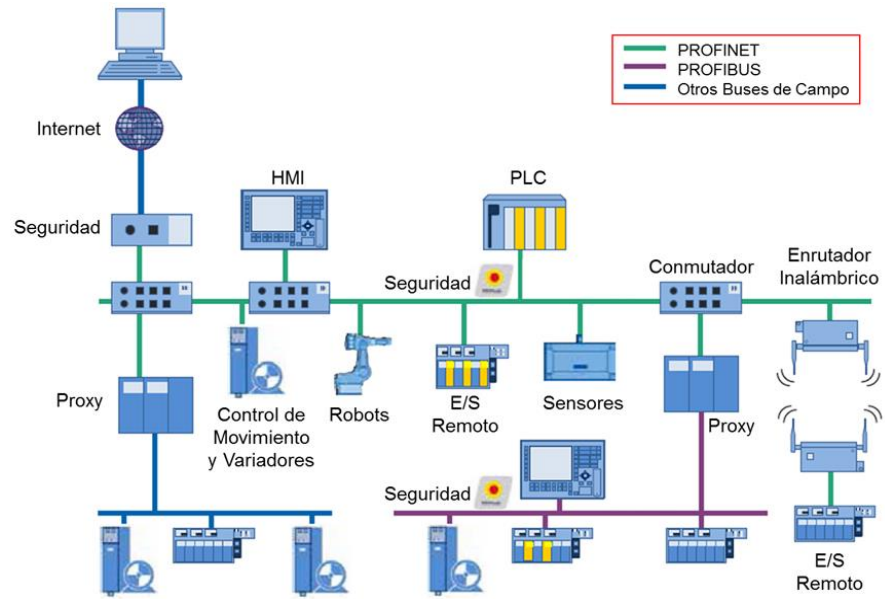 PROFINET
PROFIBUS
Otros Buses de Campo
Internet
HMI
PLC
Seguridad
Seguridad
Conmutador
Enrutador
Inalámbrico
Proxy
Control de
Movimiento
y Variadores
Robots
E/S
Remoto
Sensores
Proxy
Seguridad
E/S
Remoto